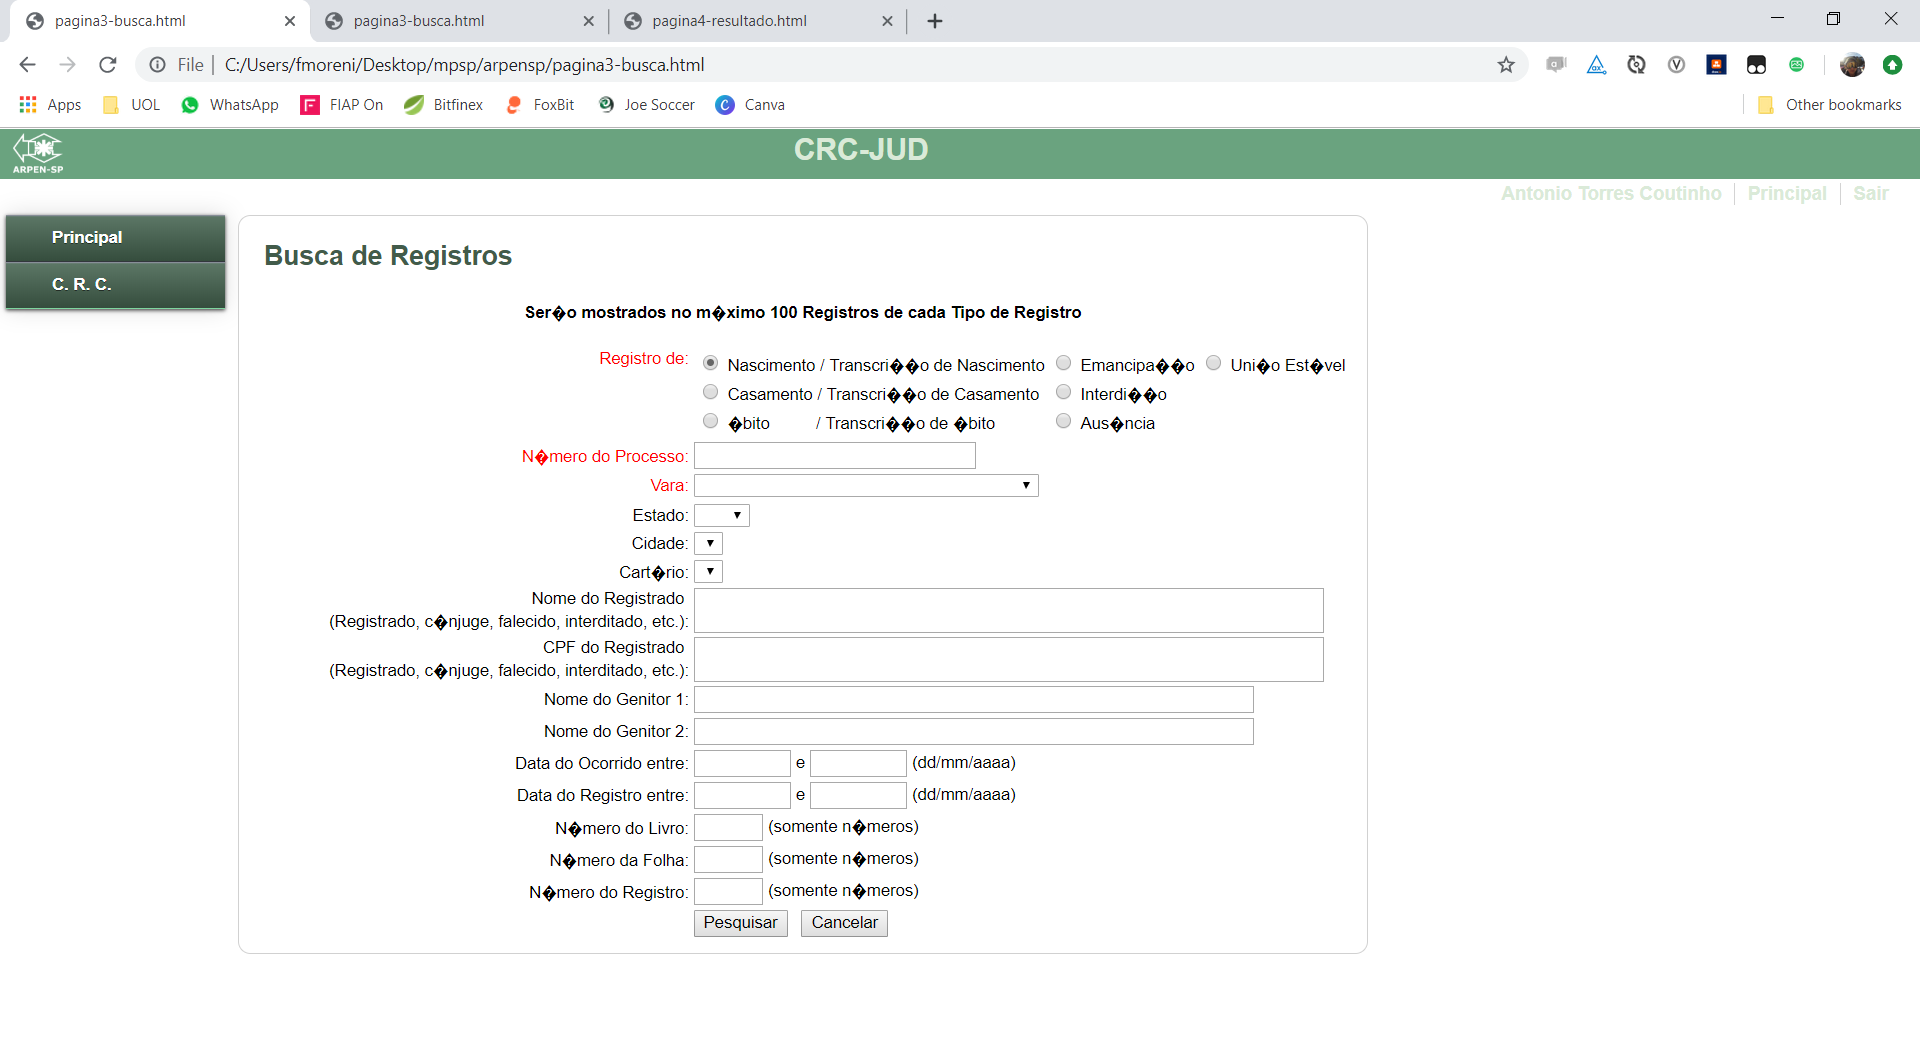 pagina3-busca.html pagina3-busca.html pagina4-resultado.html
File C:/Users/fmoreni/Desktop/mpsp/arpensp/pagina3-busca.html
Apps UOL WhatsApp FIAP On Bitfinex FoxBit Joe Soccer Canva Other bookmarks
ARPEN-SP
CRC-JUD
Antonio Torres Coutinho Principal Sair
Principal
C. R. C.
Busca de Registros
Ser�o mostrados no m�ximo 100 Registros de cada Tipo de Registro
Registro de: Nascimento / Transcri��o de Nascimento Emancipa��o Uni�o Est�vel
Casamento / Transcri��o de Casamento Interdi��o
�bito / Transcri��o de �bito Aus�ncia
N�mero do Processo:
Vara:
Estado:
Cidade:
Cart�rio:
Nome do Registrado
(Registrado, c�njuge, falecido, interditado, etc.):
CPF do Registrado
(Registrado, c�njuge, falecido, interditado, etc.):
Nome do Genitor 1:
Nome do Genitor 2:
Data do Ocorrido entre: e (dd/mm/aaaa)
Data do Registro entre: e (dd/mm/aaaa)
N�mero do Livro: (somente n�meros)
N�mero da Folha: (somente n�meros)
N�mero do Registro: (somente n�meros)
Pesquisar Cancelar